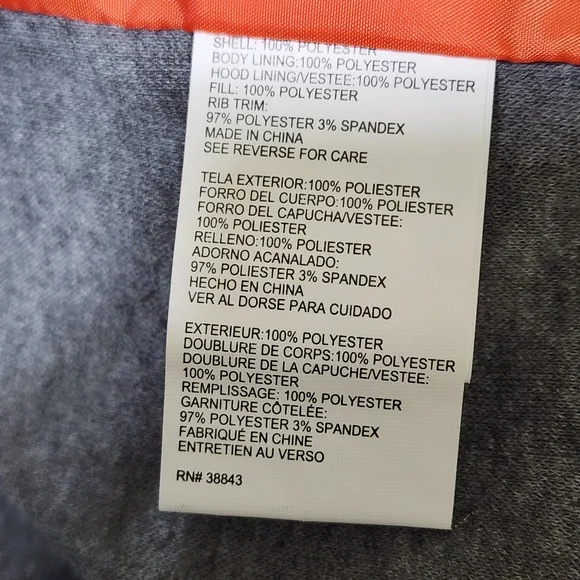 SHELL: 100% POLYESTER
BODY LINING:100% POLYESTER
HOOD LINING/VESTEE:100% POLYESTER
FILL: 100% POLYESTER
RIB TRIM:
97% POLYESTER 3% SPANDEX
MADE IN CHINA
SEE REVERSE FOR CARE
TELA EXTERIOR:100% POLIESTER
FORRO DEL CUERPO:100% POLIESTER
FORRO DEL CAPUCHA/VESTEE:
100% POLIESTER
RELLENO:100% POLIESTER
ADORNO ACANALADO:
97% POLIESTER 3% SPANDEX
HECHO EN CHINA
VER AL DORSE PARA CUIDADO
EXTERIEUR:100% POLYESTER
DOUBLURE DE CORPS:100% POLYESTER
DOUBLURE DE LA CAPUCHE/VESTEE:
100% POLYESTER
REMPLISSAGE: 100% POLYESTER
GARNITURE CÔTELÉE:
97% POLYESTER 3% SPANDEX
FABRIQUÉ EN CHINE
ENTRETIEN AU VERSO
RN# 38843